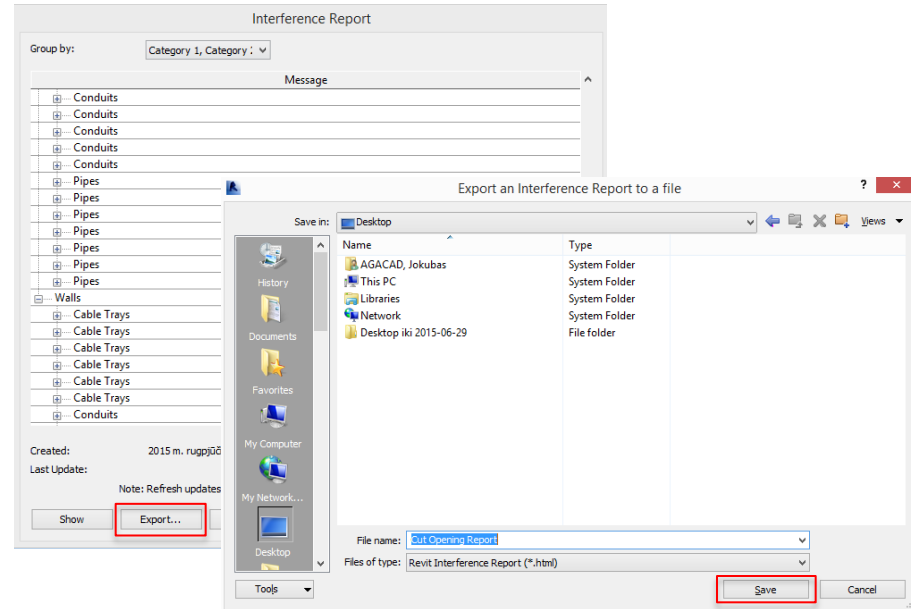 Interference Report
Group by:
Category 1, Category :
Message
Conduits
Conduits
Conduits
Conduits
Conduits
Pipes
Pipes
Pipes
Pipes
Pipes
Pipes
Pipes
Walls
Cable Trays
Cable Trays
Cable Trays
Cable Trays
Cable Trays
Cable Trays
Conduits
Created: 2015 m. rugpjūč
Last Update:
Note: Refresh updates
Show
Export...
Export an Interference Report to a file
?
Save in: Desktop
Views
History
Documents
Favorites
My Computer
My Network...
Desktop
Name Type
AGACAD, Jokubas System Folder
This PC System Folder
Libraries System Folder
Network System Folder
Desktop iki 2015-06-29 File folder
File name: Cut Opening Report
Files of type: Revit Interference Report (*.html)
Tools
Save
Cancel